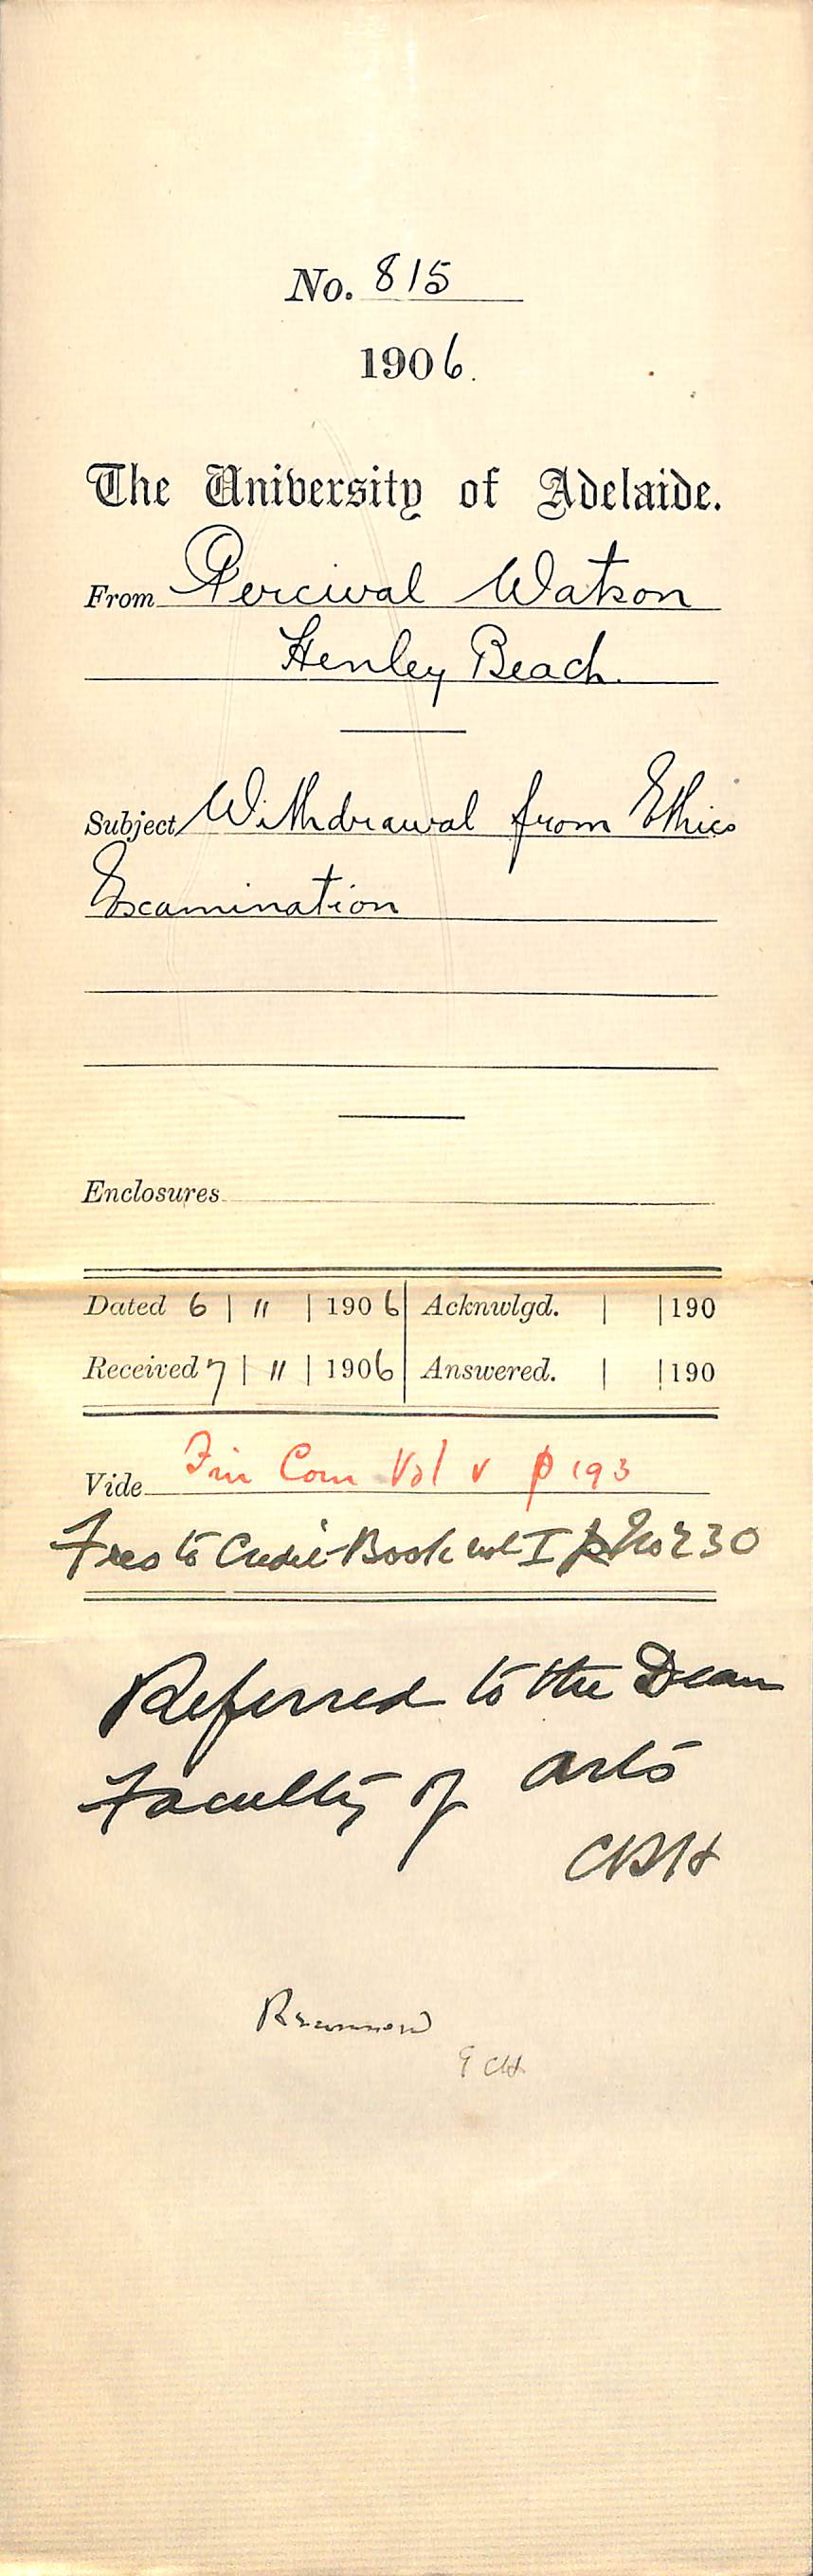 No. 815
1906.
The University of Adelaide.
From Percival Watson
Henley Beach.
Subject Withdrawal from Ethics
Examination
Enclosures
Dated 6 | 11 | 1906 Acknwlgd. | | 190
Received 7 | 11 | 1906 Answered. | | 190
Vide Fin Com Vol V p 193
Fees to Credit Book vol I No 230
Referred to the Dean
Faculty of Arts